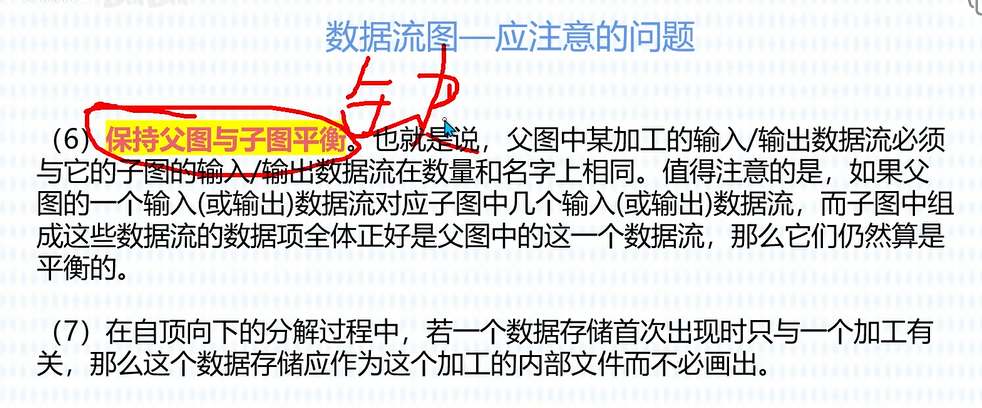 数据流图—应注意的问题
（6）保持父图与子图平衡。也就是说，父图中某加工的输入/输出数据流必须
与它的子图的输入/输出数据流在数量和名字上相同。值得注意的是，如果父
图的一个输入(或输出)数据流对应子图中几个输入(或输出)数据流，而子图中组
成这些数据流的数据项全体正好是父图中的这一个数据流，那么它们仍然算是
平衡的。
（7）在自顶向下的分解过程中，若一个数据存储首次出现时只与一个加工有
关，那么这个数据存储应作为这个加工的内部文件而不必画出。